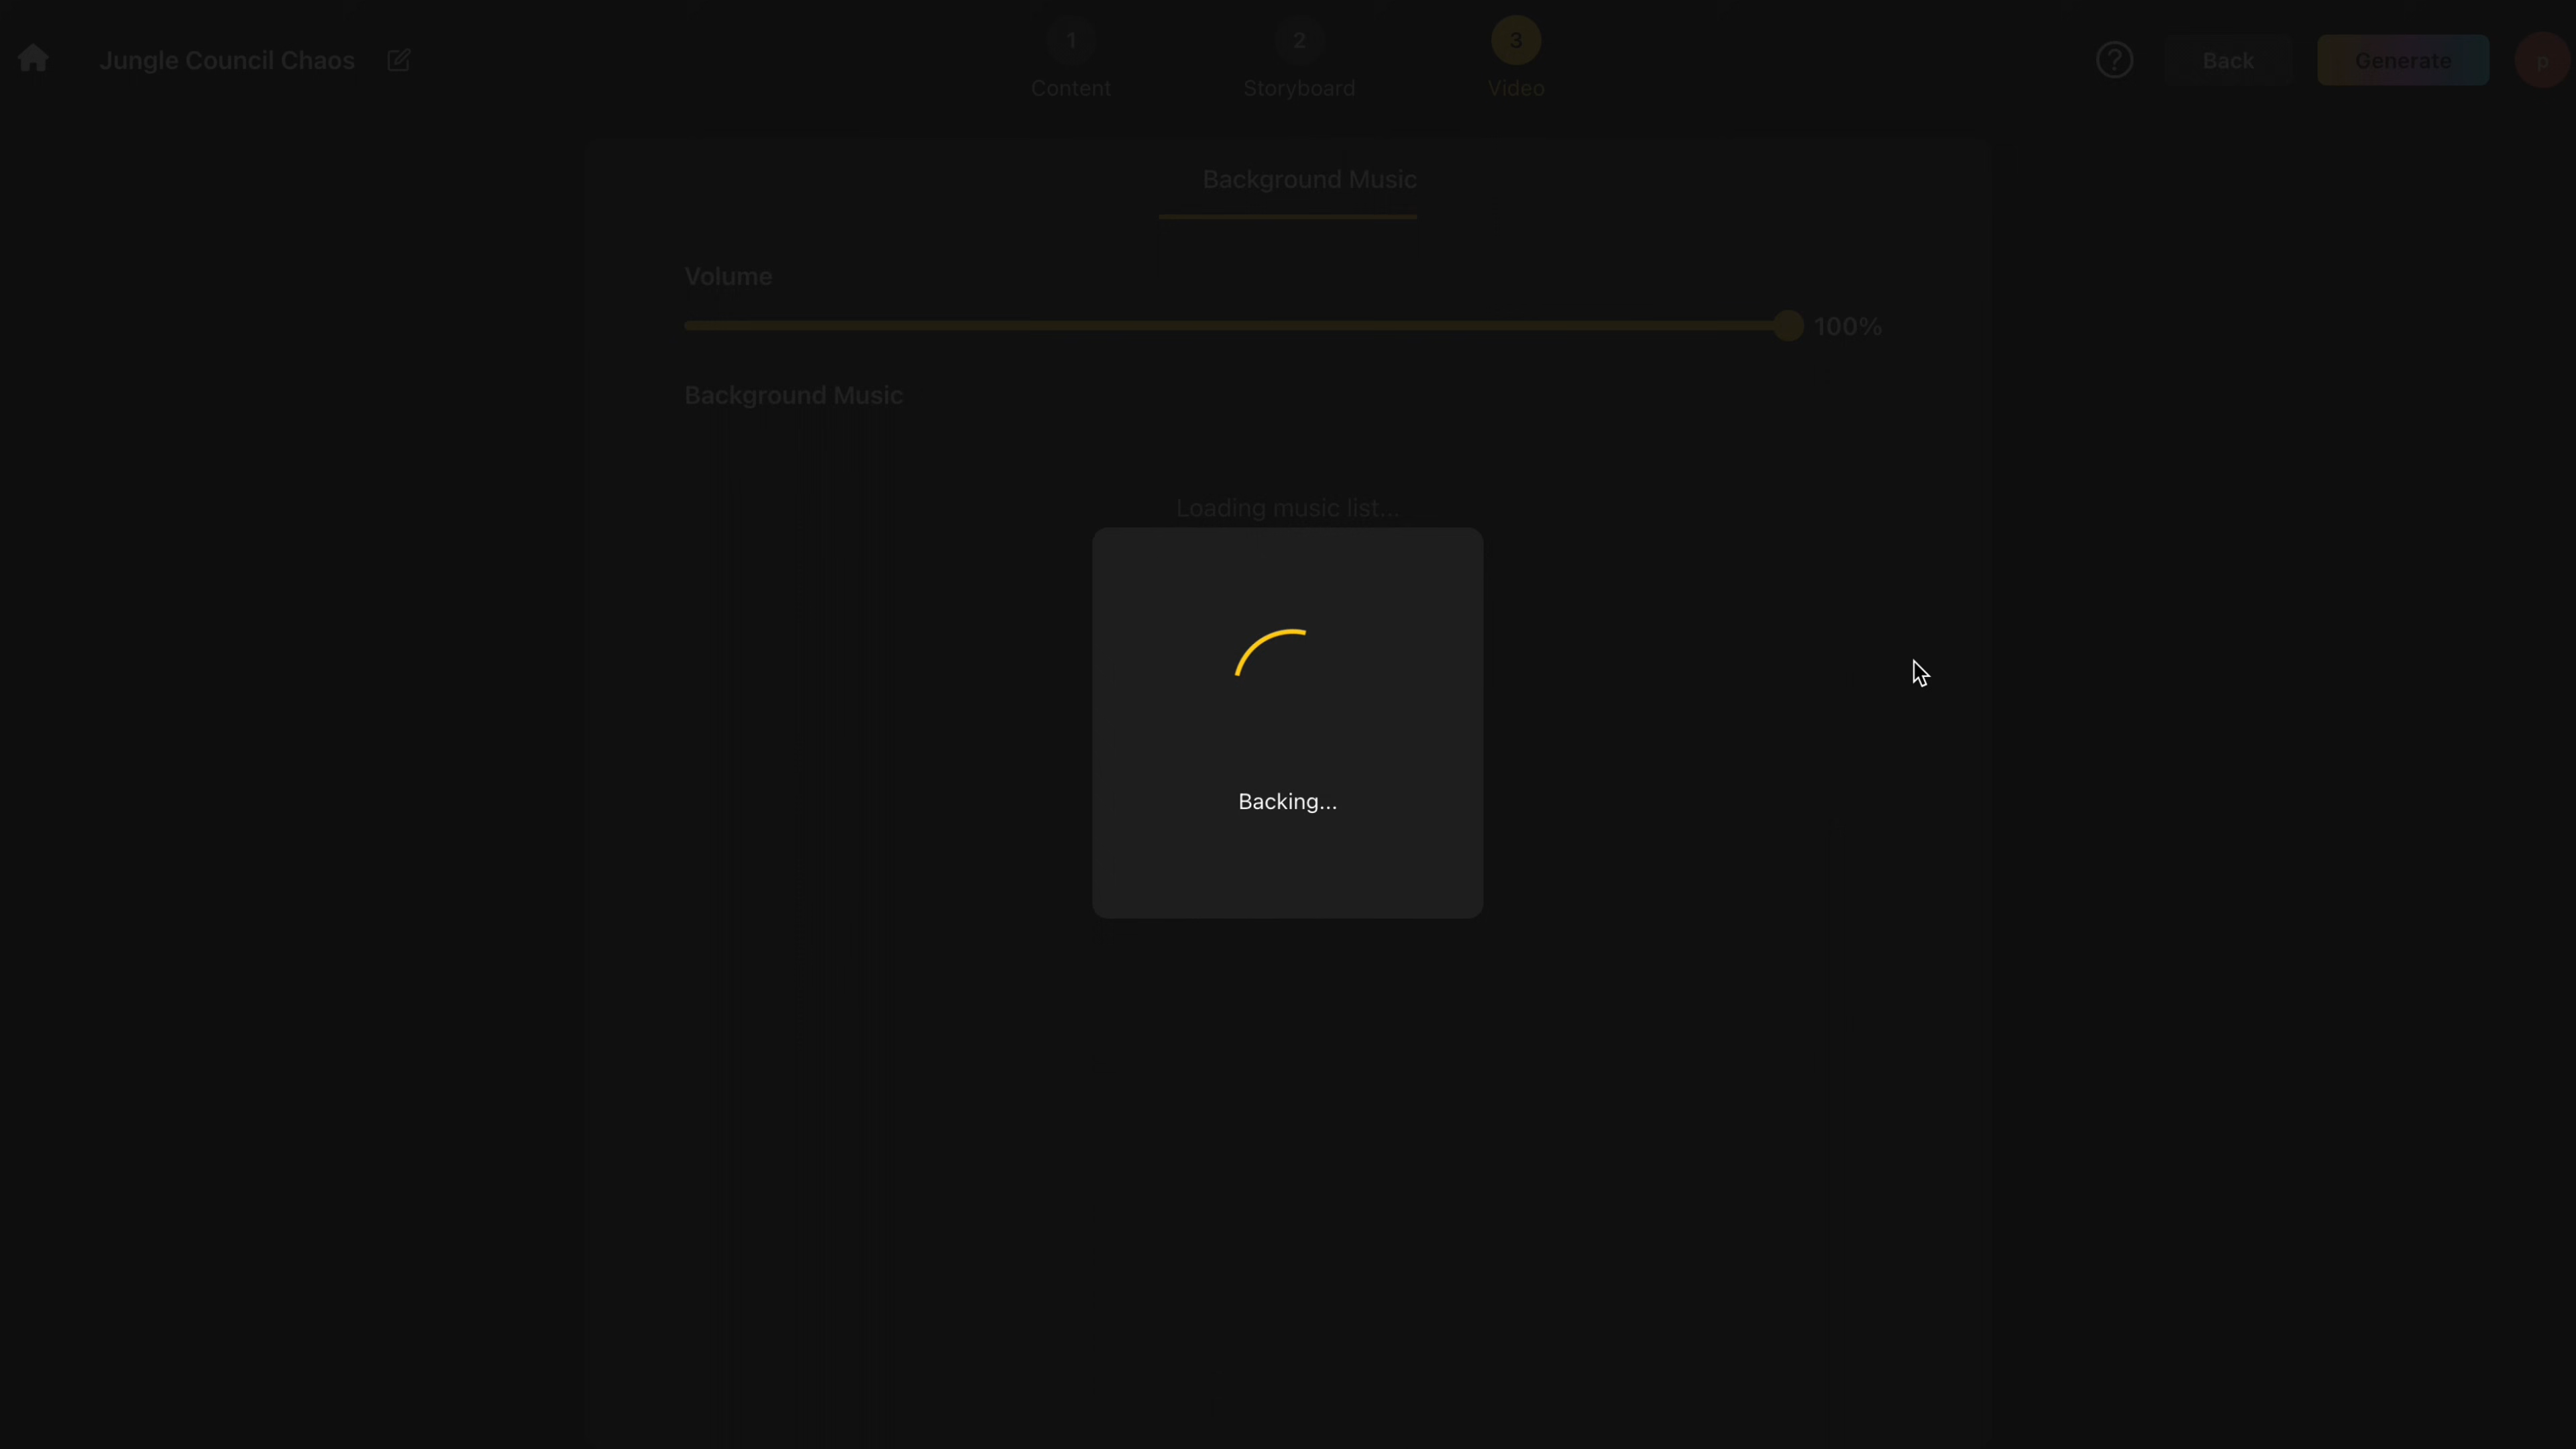 Jungle Council Chaos
1
Content
2
Storyboard
3
Video
?
Back
Generate
p
Background Music
Volume
100%
Background Music
Loading music list...
Backing...